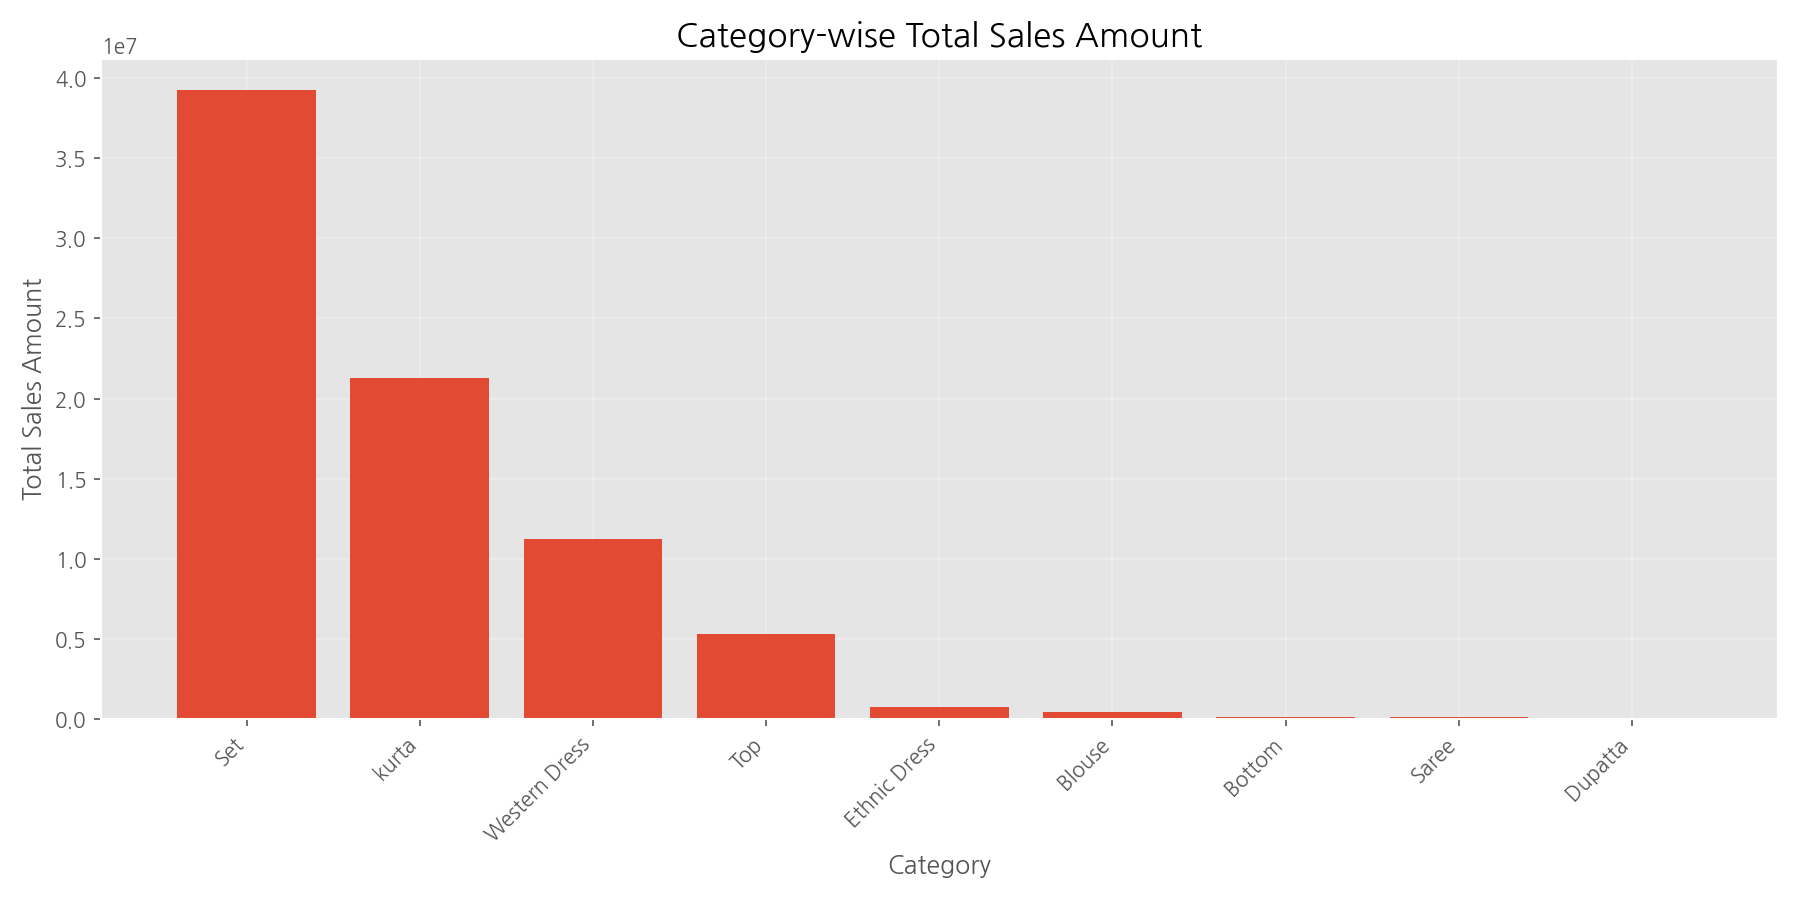 Category-wise Total Sales Amount
1e7
4.0
3.5
3.0
2.5
2.0
1.5
1.0
0.5
0.0
Total Sales Amount
Set
kurta
Western Dress
Top
Ethnic Dress
Blouse
Bottom
Saree
Dupatta
Category